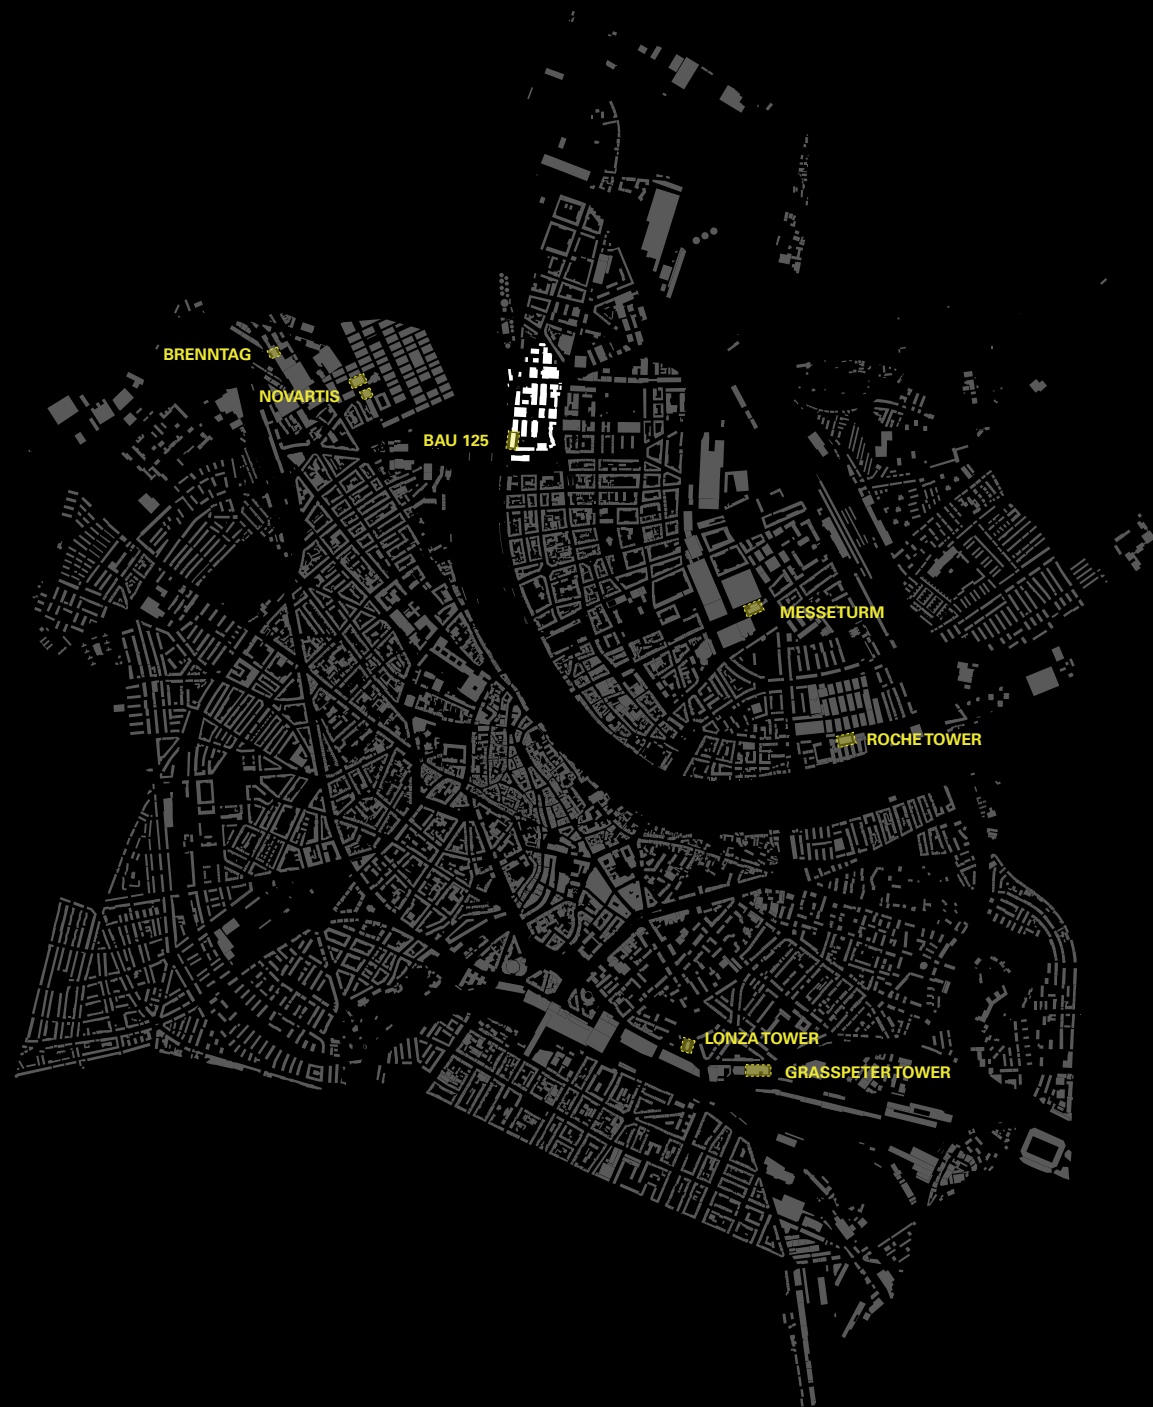 BRENNTAG
NOVARTIS
BAU 125
MESSETURM
ROCHE TOWER
LONZA TOWER
GRASSPETER TOWER